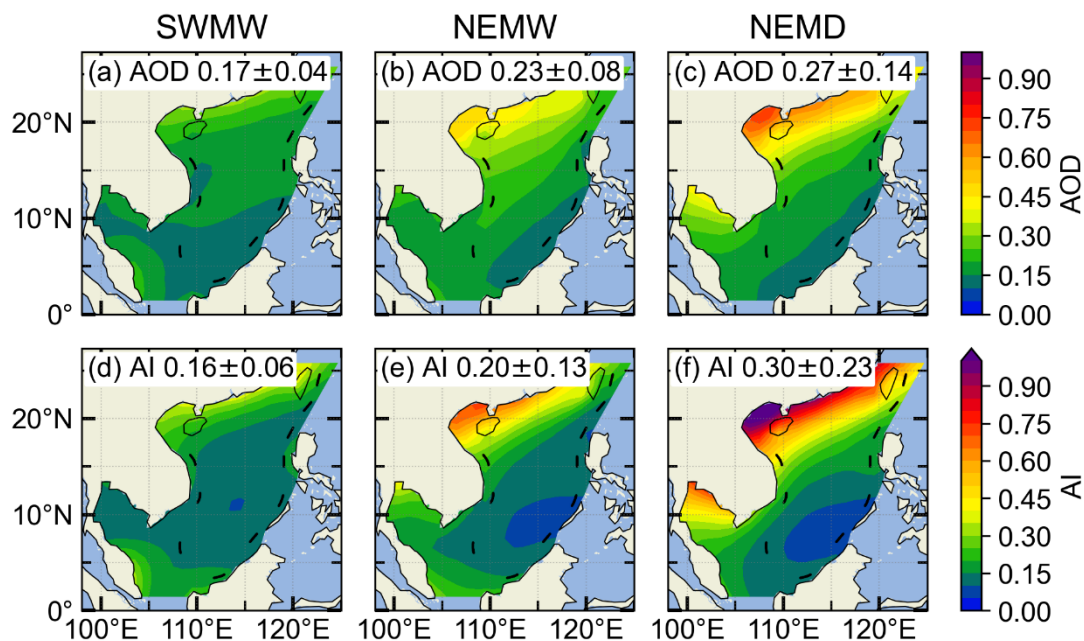 SWMW NEMW NEMD
(a) AOD 0.17±0.04 (b) AOD 0.23±0.08 (c) AOD 0.27±0.14
20°N
10°N
0°
0.90
0.75
0.60
0.45
0.30
0.15
0.00
AOD
(d) AI 0.16±0.06 (e) AI 0.20±0.13 (f) AI 0.30±0.23
20°N
10°N
0°
100°E 110°E 120°E 100°E 110°E 120°E 100°E 110°E 120°E
0.90
0.75
0.60
0.45
0.30
0.15
0.00
AI